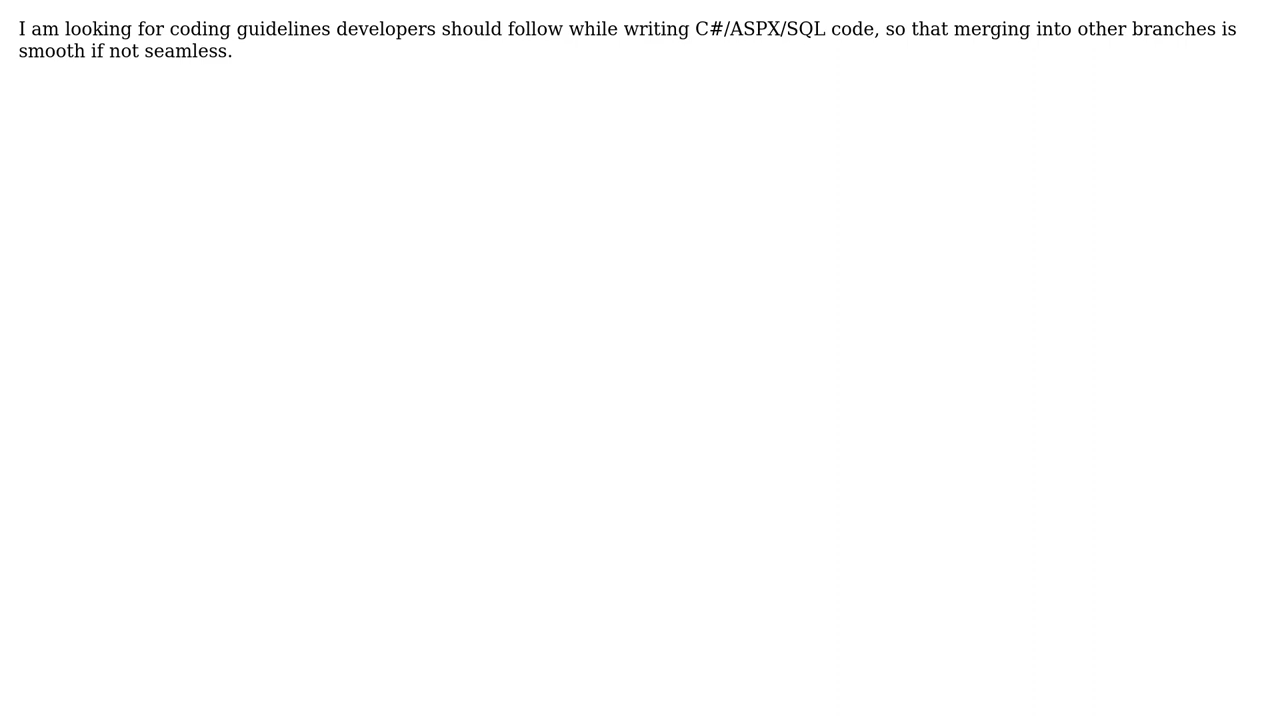 I am looking for coding guidelines developers should follow while writing C#/ASPX/SQL code, so that merging into other branches is
smooth if not seamless.